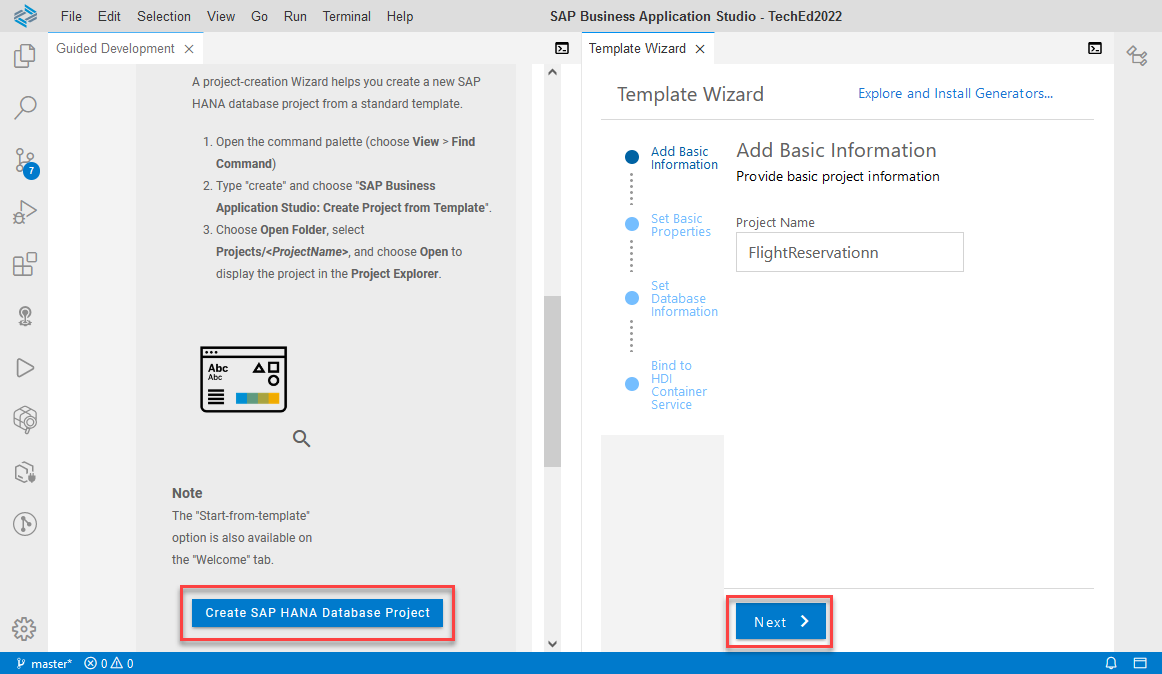 File Edit Selection View Go Run Terminal Help
SAP Business Application Studio - TechEd2022
Guided Development
A project-creation Wizard helps you create a new SAP
HANA database project from a standard template.
1. Open the command palette (choose View > Find
Command)
2. Type "create" and choose "SAP Business
Application Studio: Create Project from Template".
3. Choose Open Folder, select
Projects/<ProjectName>, and choose Open to
display the project in the Project Explorer.
Abc
Abc
Note
The "Start-from-template"
option is also available on
the "Welcome" tab.
Create SAP HANA Database Project
Template Wizard
Template Wizard
Explore and Install Generators...
Add Basic
Information
Set Basic
Properties
Set
Database
Information
Bind to
HDI
Container
Service
Add Basic Information
Provide basic project information
Project Name
FlightReservationn
Next
7
master* 0 0